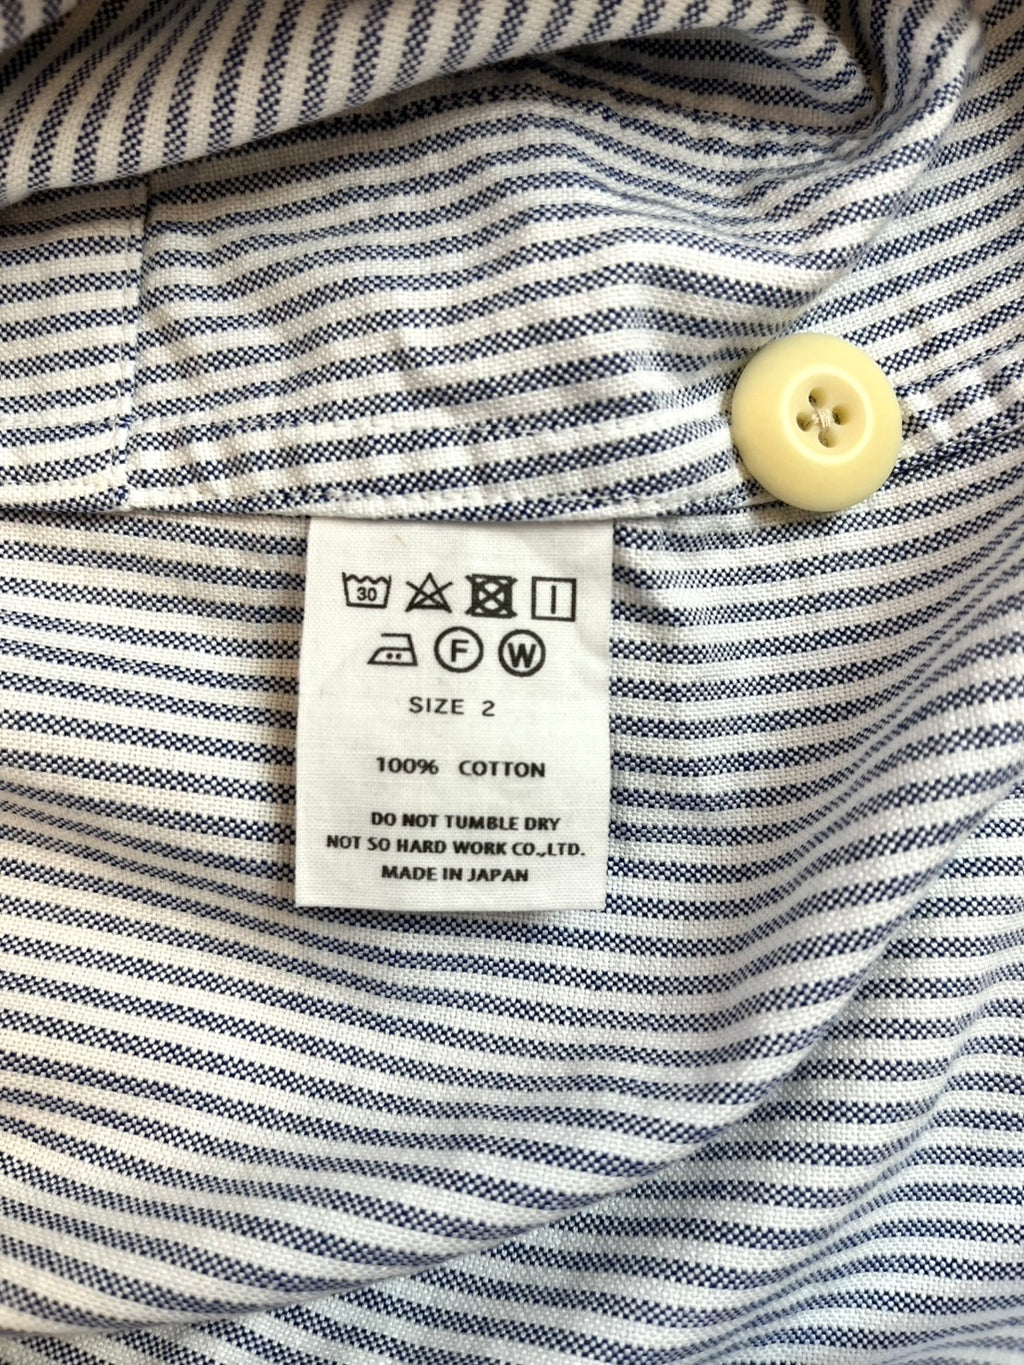 30
F W
SIZE 2
100% COTTON
DO NOT TUMBLE DRY
NOT SO HARD WORK CO.,LTD.
MADE IN JAPAN